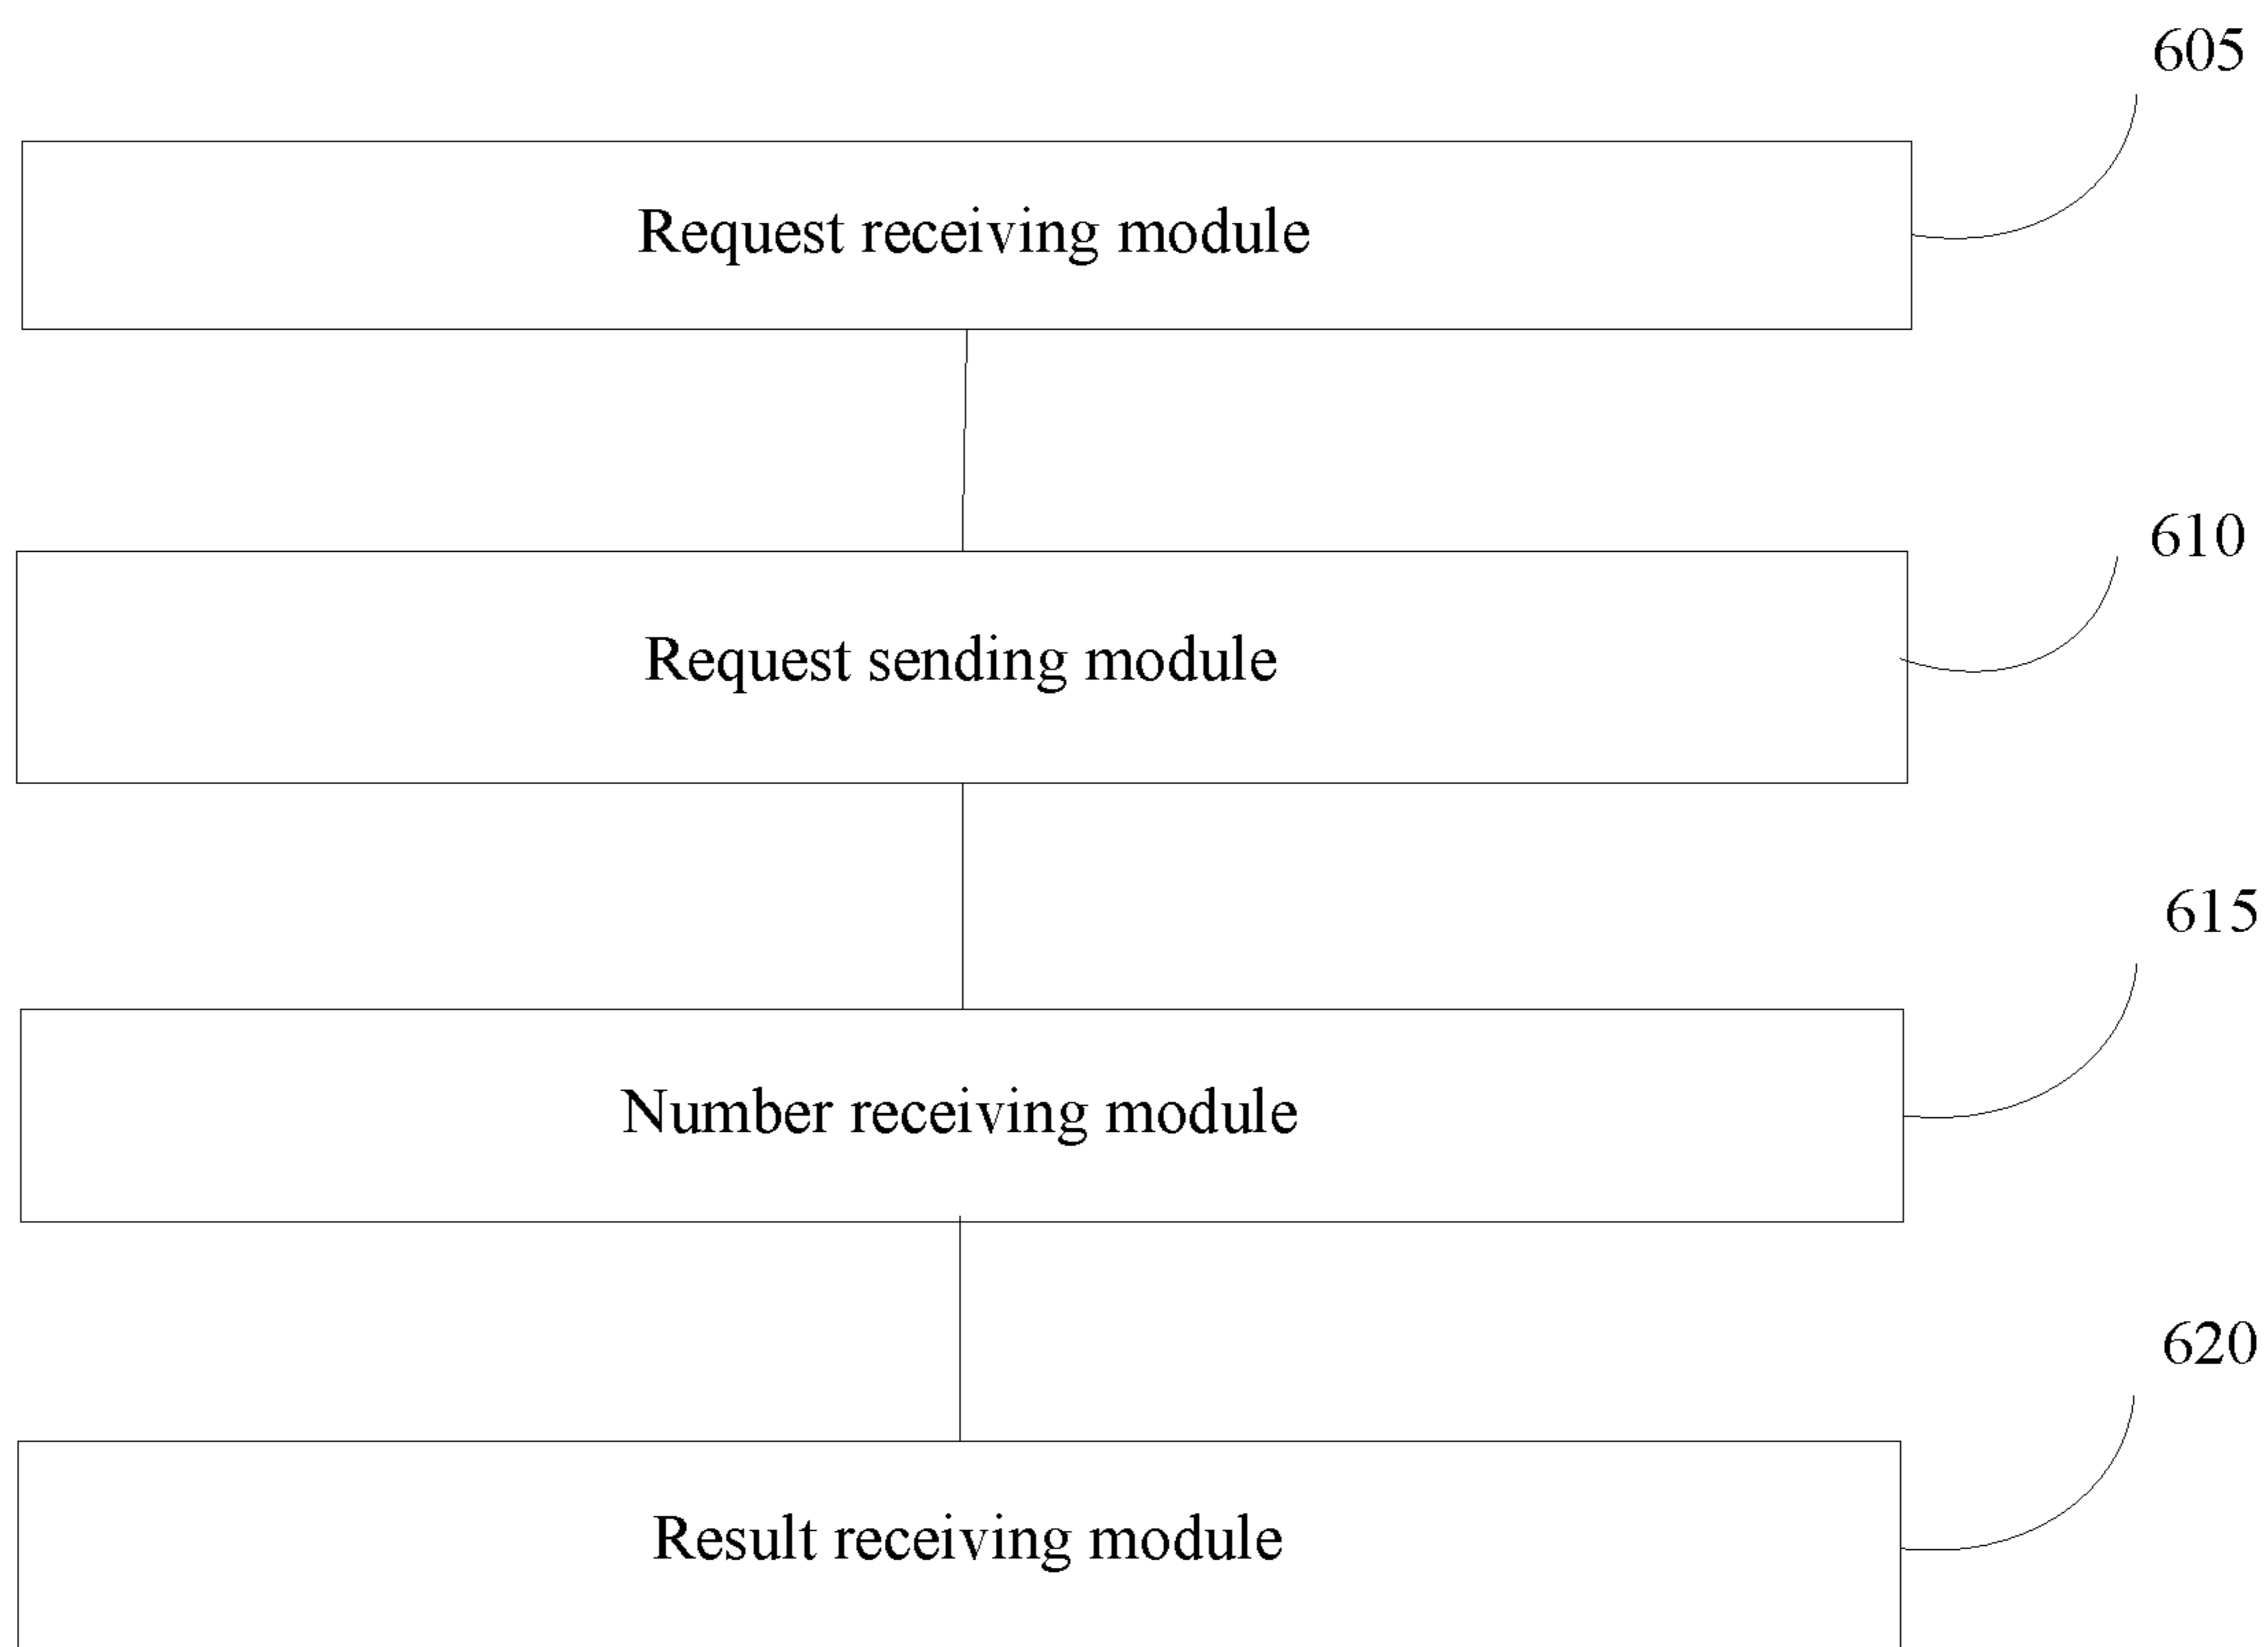 605
Request receiving module
610
Request sending module
615
Number receiving module
620
Result receiving module